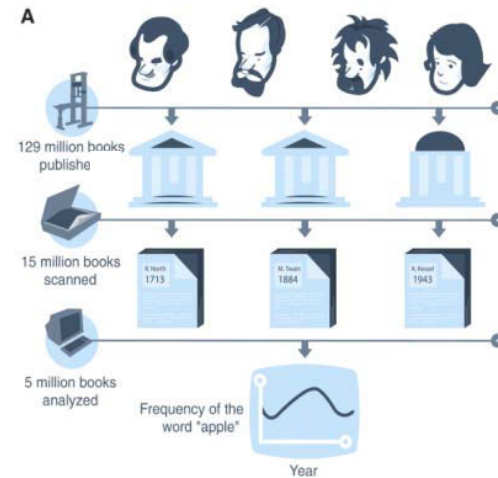 A
129 million books
publishe
15 million books
scanned
R. North
1713
M. Twain
1884
A. Kessel
1943
5 million books
analyzed
Frequency of the
word "apple"
Year